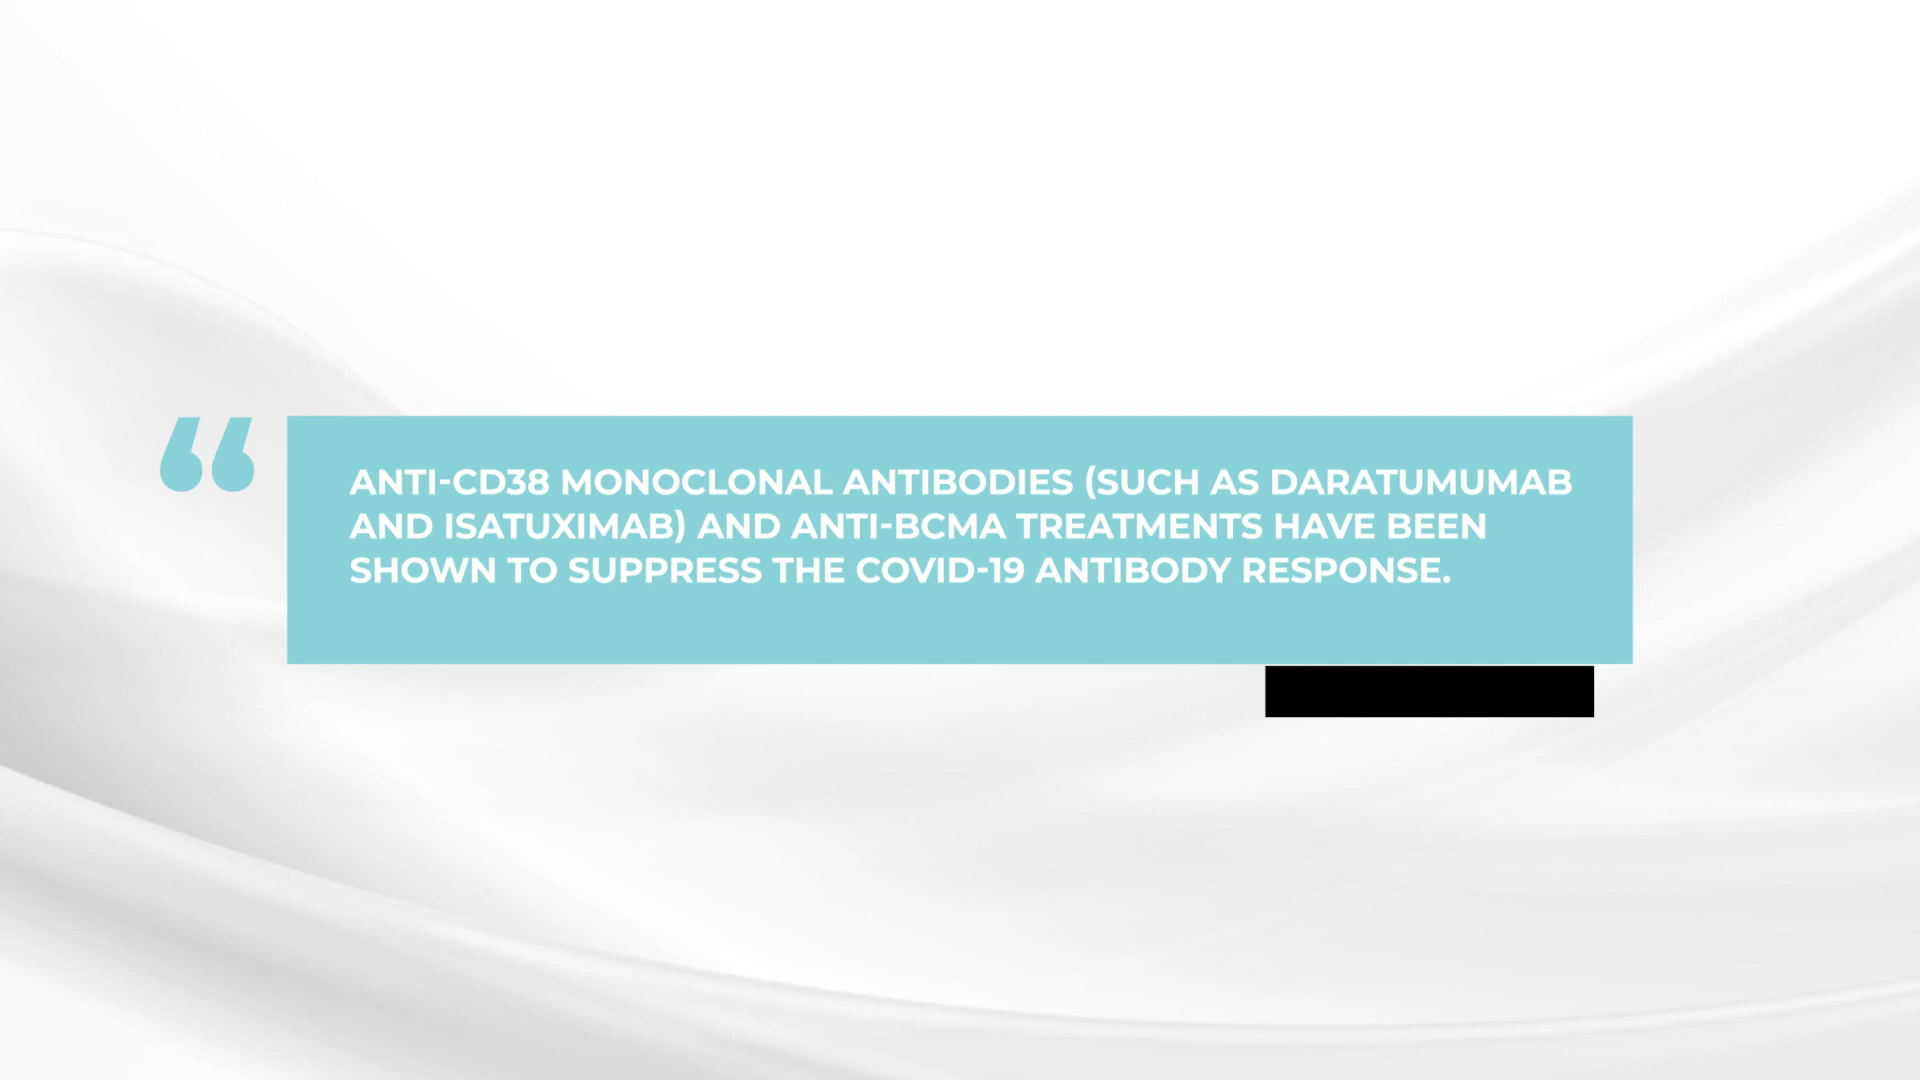 “
ANTI-CD38 MONOCLONAL ANTIBODIES (SUCH AS DARATUMUMAB
AND ISATUXIMAB) AND ANTI-BCMA TREATMENTS HAVE BEEN
SHOWN TO SUPPRESS THE COVID-19 ANTIBODY RESPONSE.